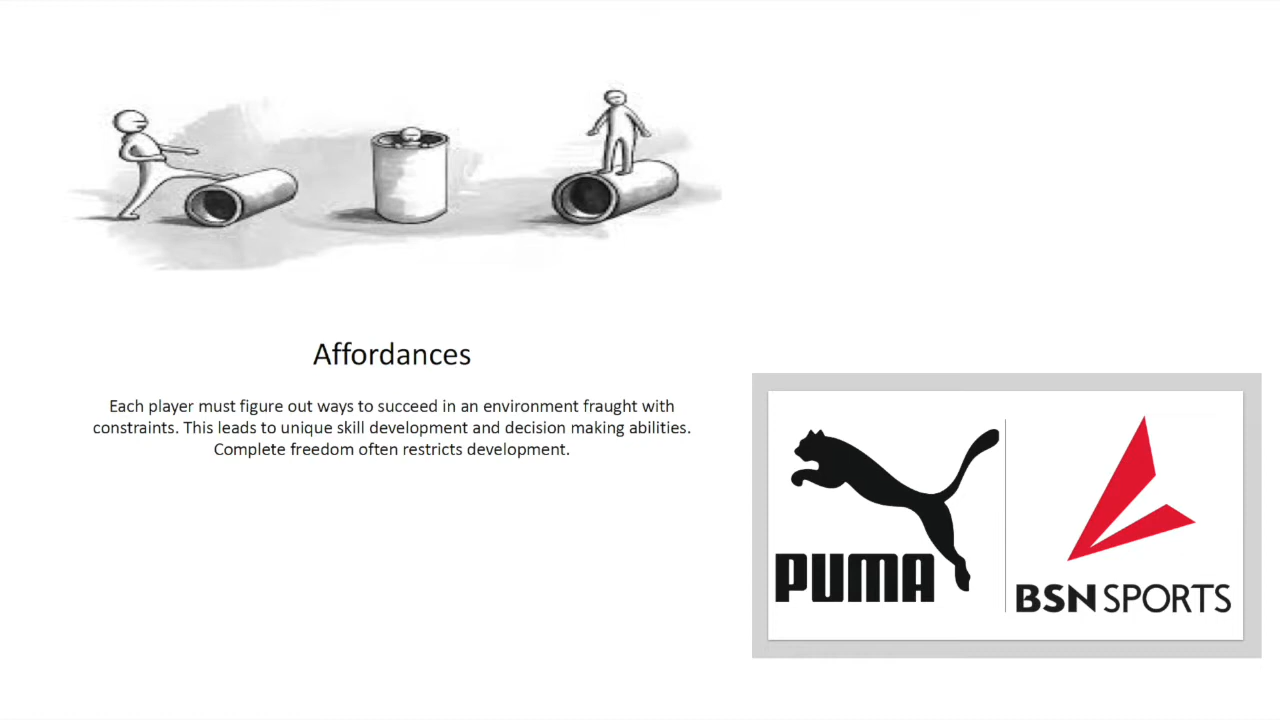 Affordances
Each player must figure out ways to succeed in an environment fraught with
constraints. This leads to unique skill development and decision making abilities.
Complete freedom often restricts development.
PUMA
BSN SPORTS